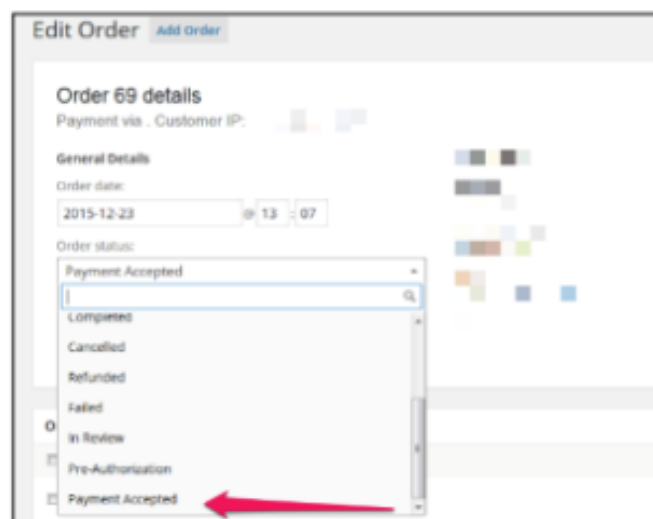 Edit Order Add Order
Order 69 details
Payment via . Customer IP:
General Details
Order date:
2015-12-23 @ 13 : 07
Order status:
Payment Accepted
Completed
Cancelled
Refunded
Failed
In Review
Pre-Authorization
Payment Accepted